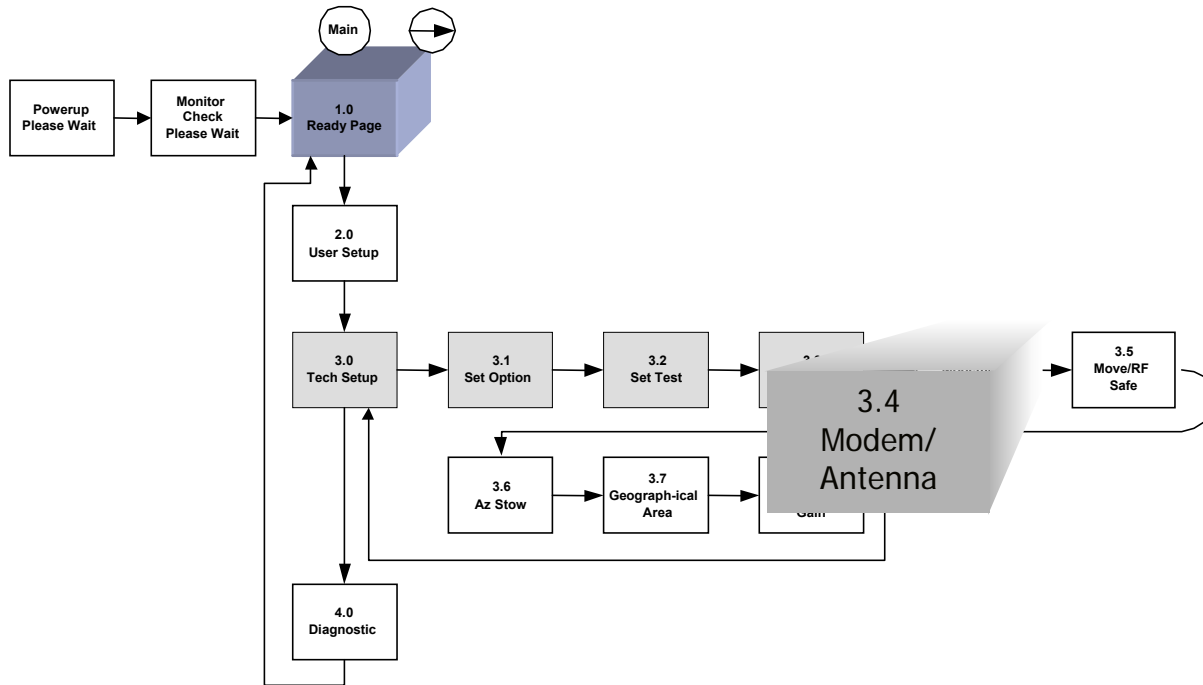 Main
Powerup
Please Wait
Monitor
Check
Please Wait
1.0
Ready Page
2.0
User Setup
3.0
Tech Setup
3.1
Set Option
3.2
Set Test
3.4
Modem/
Antenna
3.5
Move/RF
Safe
3.6
Az Stow
3.7
Geograph-ical
Area
Gain
4.0
Diagnostic